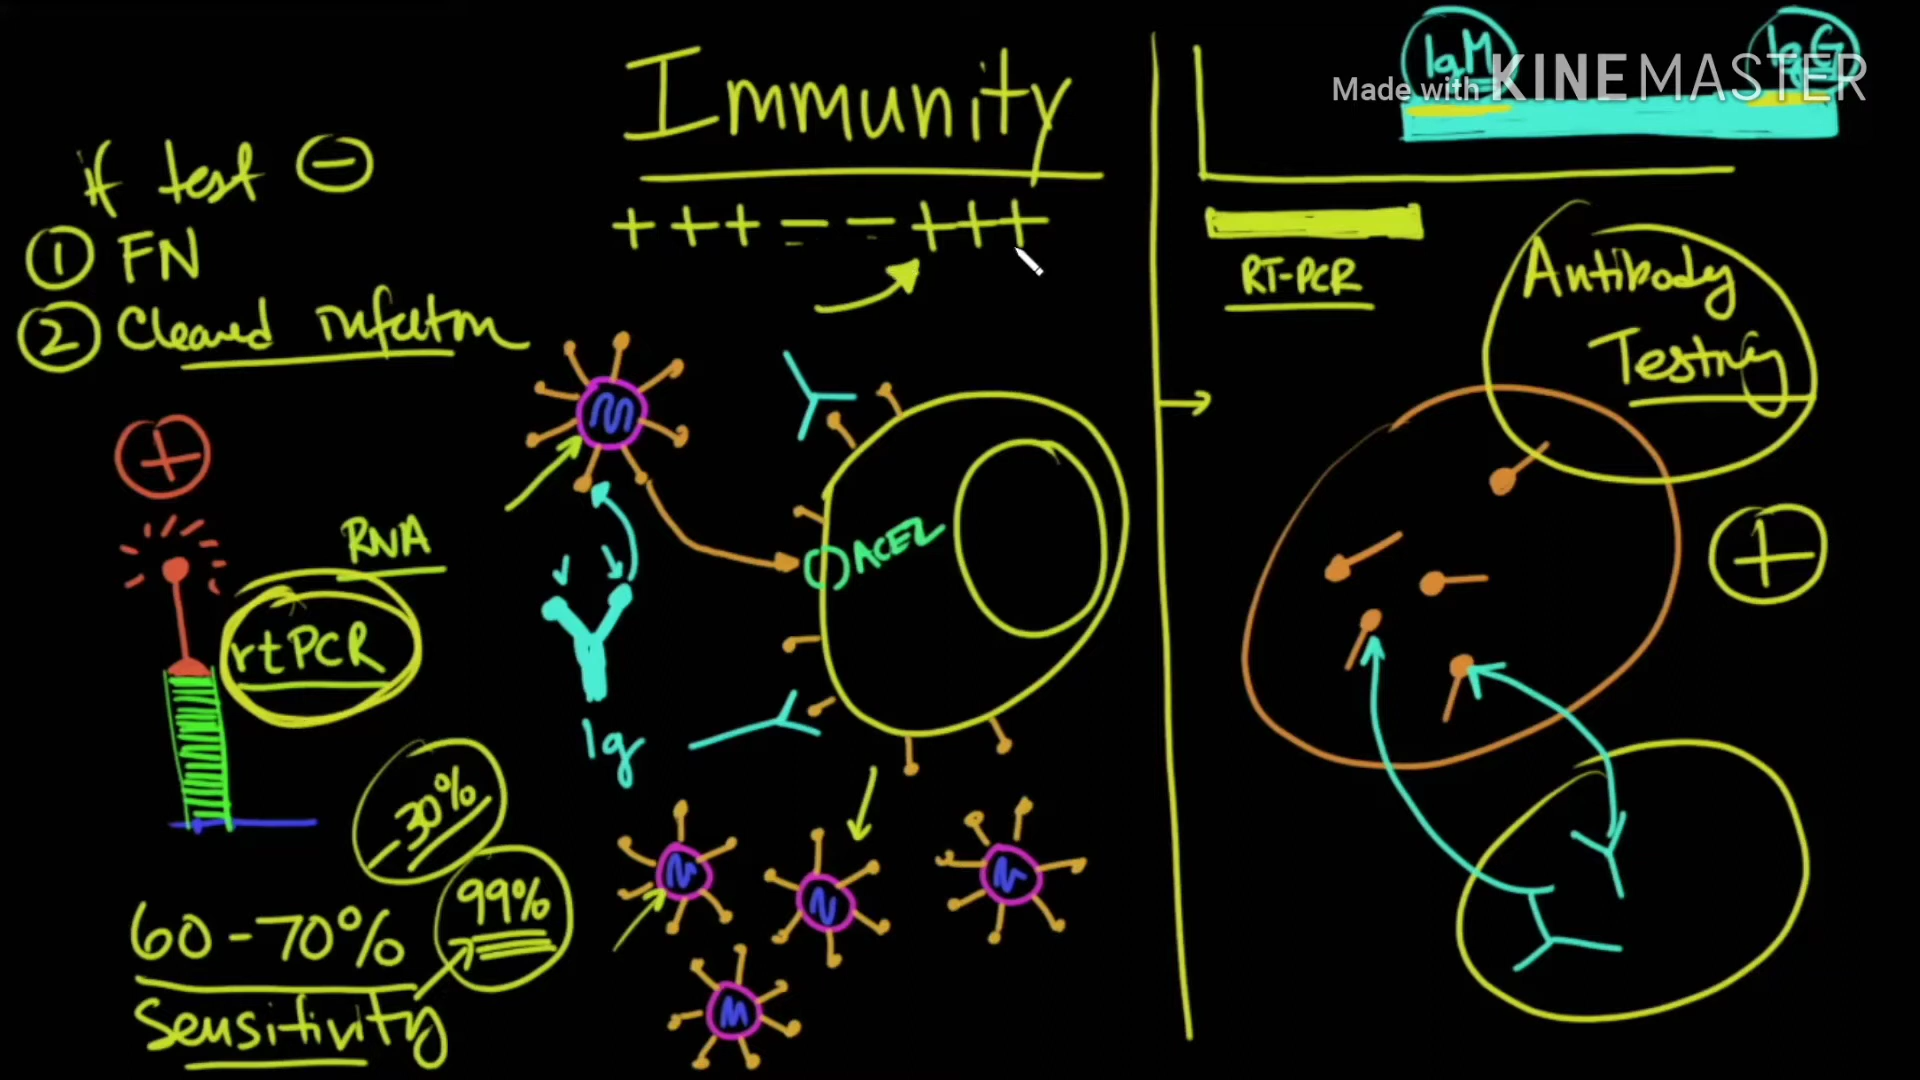 Immunity
+ + + − − + + +
if test ⊖
① FN
② Cleared infection
RNA
rtPCR
30%
99%
60-70%
Sensitivity
Ig
ACE2
IgM
IgG
Made with KINEMASTER
RT-PCR
Antibody
Testing